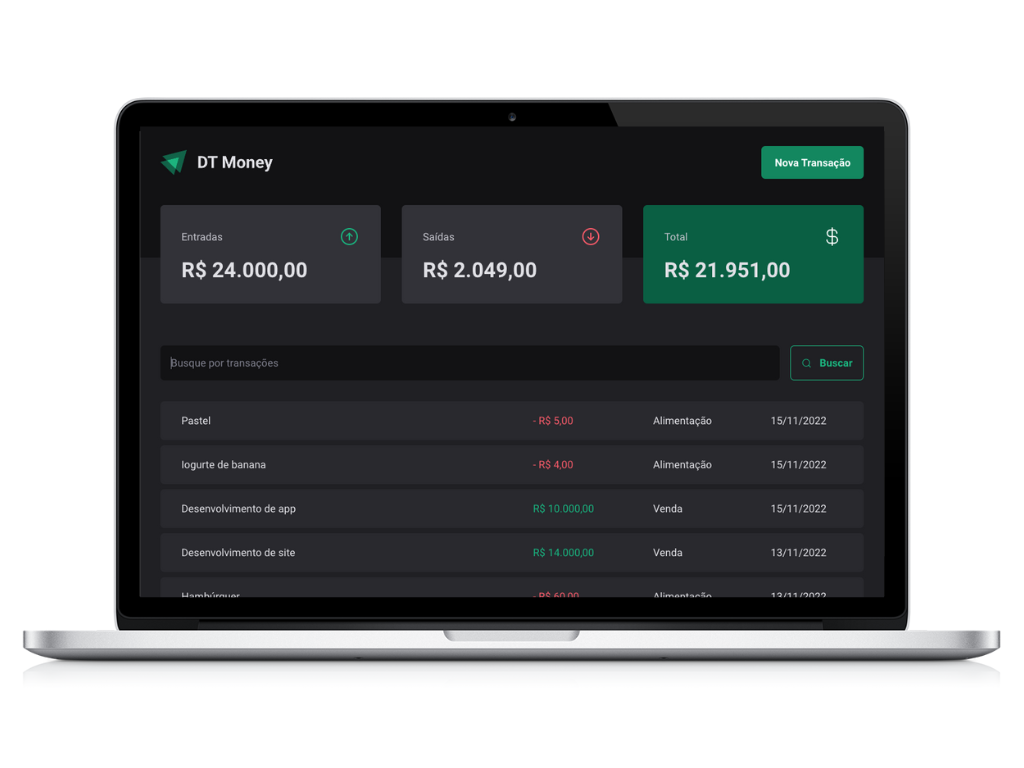 DT Money
Nova Transação
Entradas
R$ 24.000,00
Saídas
R$ 2.049,00
Total
$
R$ 21.951,00
Busque por transações
Buscar
Pastel - R$ 5,00 Alimentação 15/11/2022
Iogurte de banana - R$ 4,00 Alimentação 15/11/2022
Desenvolvimento de app R$ 10.000,00 Venda 15/11/2022
Desenvolvimento de site R$ 14.000,00 Venda 13/11/2022
Hambúrguer - R$ 60,00 Alimentação 13/11/2022